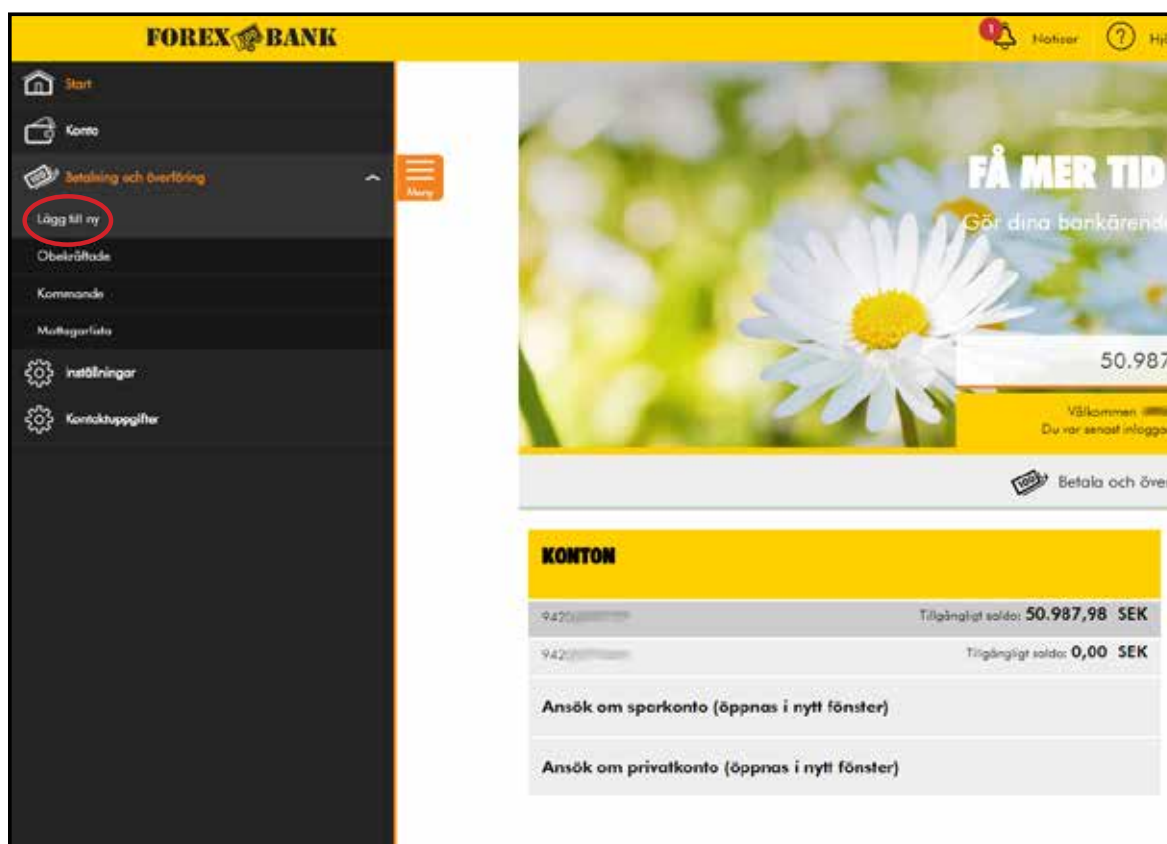 FOREX BANK
1
Notiser
?
Hjä
Start
Konto
Betalning och överföring
Meny
Lägg till ny
Obekräftade
Kommande
Mottagarlista
Inställningar
Kontaktuppgifter
FÅ MER TID
Gör dina bankärende
50.987
Välkommen
Du var senast inlogga
Betala och över
KONTON
942 Tillgängligt saldo: 50.987,98 SEK
942 Tillgängligt saldo: 0,00 SEK
Ansök om sparkonto (öppnas i nytt fönster)
Ansök om privatkonto (öppnas i nytt fönster)